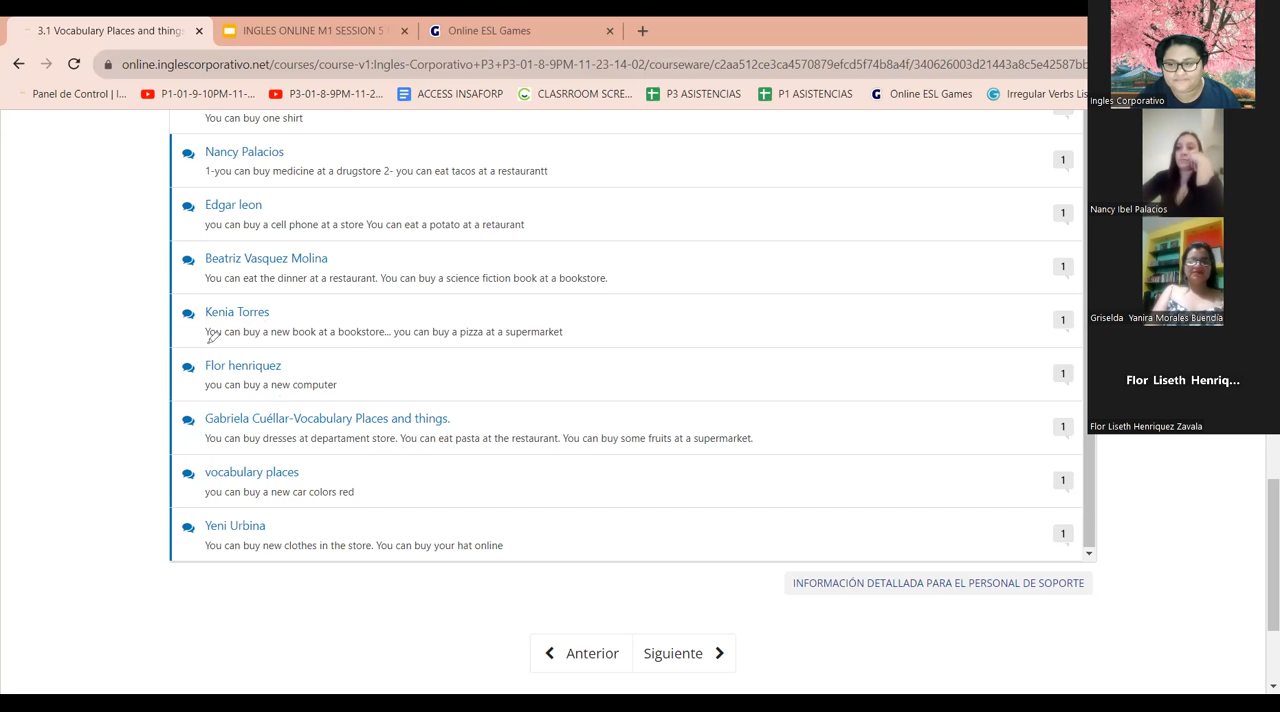 3.1 Vocabulary Places and things
INGLES ONLINE M1 SESSION 5
Online ESL Games
online.inglescorporativo.net/courses/course-v1:Ingles-Corporativo+P3+P3-01-8-9PM-11-23-14-02/courseware/c2aa512ce3ca4570879efcd5f74b8a4f/340626003d21443a8c5e42587bb
Panel de Control | I...
P1-01-9-10PM-11-...
P3-01-8-9PM-11-2...
ACCESS INSAFORP
CLASRROOM SCRE...
P3 ASISTENCIAS
P1 ASISTENCIAS
Online ESL Games
Irregular Verbs Lis
You can buy one shirt
Nancy Palacios
1
1-you can buy medicine at a drugstore 2- you can eat tacos at a restaurantt
Edgar leon
1
you can buy a cell phone at a store You can eat a potato at a retaurant
Beatriz Vasquez Molina
1
You can eat the dinner at a restaurant. You can buy a science fiction book at a bookstore.
Kenia Torres
1
You can buy a new book at a bookstore... you can buy a pizza at a supermarket
Flor henriquez
1
you can buy a new computer
Gabriela Cuéllar-Vocabulary Places and things.
1
You can buy dresses at departament store. You can eat pasta at the restaurant. You can buy some fruits at a supermarket.
vocabulary places
1
you can buy a new car colors red
Yeni Urbina
1
You can buy new clothes in the store. You can buy your hat online
INFORMACIÓN DETALLADA PARA EL PERSONAL DE SOPORTE
Anterior
Siguiente
Ingles Corporativo
Nancy Ibel Palacios
Griselda Yanira Morales Buendía
Flor Liseth Henriq...
Flor Liseth Henriquez Zavala